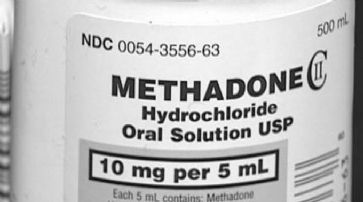 NDC 0054-3556-63
500 mL
METHADONE CII
Hydrochloride
Oral Solution USP
10 mg per 5 mL
Each 5 mL contains: Methadone